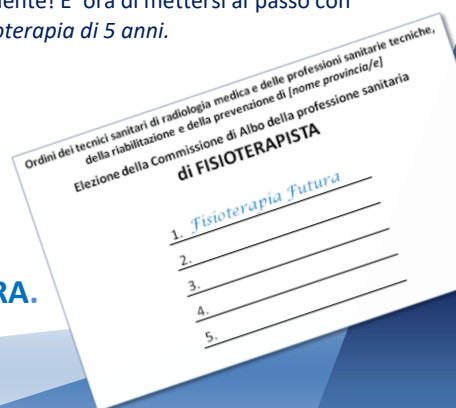 ente! E' ora di mettersi al passo con
oterapia di 5 anni.
Ordini dei tecnici sanitari di radiologia medica e delle professioni sanitarie tecniche,
della riabilitazione e della prevenzione di [nome provincia/e]
Elezione della Commissione di Albo della professione sanitaria
di FISIOTERAPISTA
1. Fisioterapia Futura
2.
3.
4.
5.
RA.